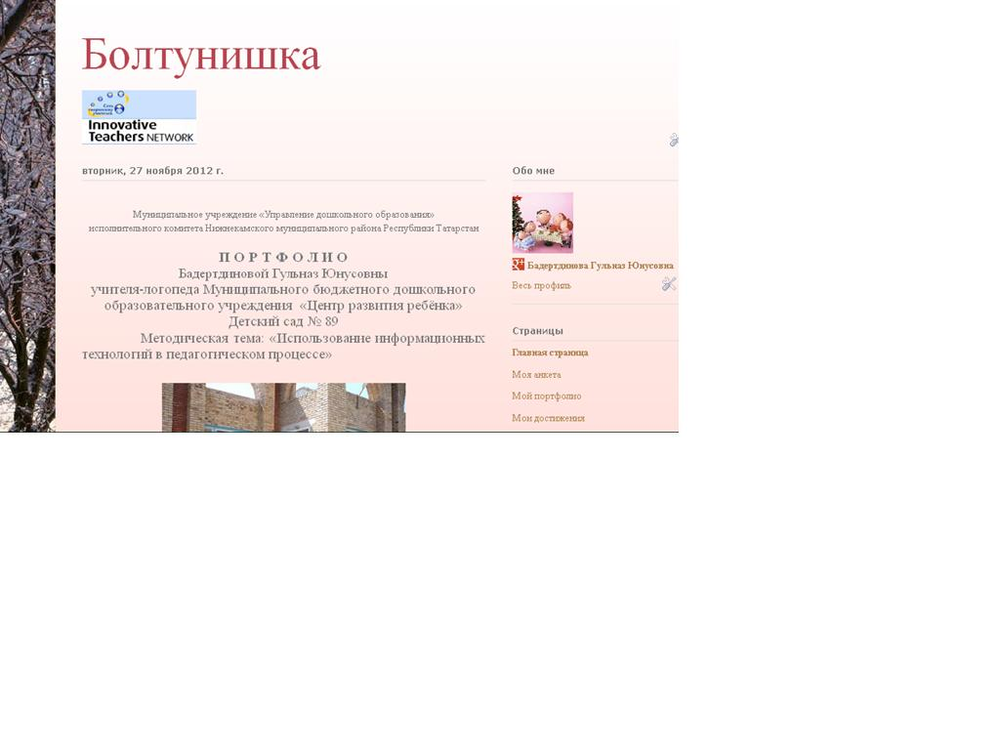 Болтунишка
Сеть
творческих
учителей
Innovative
Teachers NETWORK
вторник, 27 ноября 2012 г.
Муниципальное учреждение «Управление дошкольного образования»
исполнительного комитета Нижнекамского муниципального района Республики Татарстан
П О Р Т Ф О Л И О
Бадертдиновой Гульназ Юнусовны
учителя-логопеда Муниципального бюджетного дошкольного
образовательного учреждения «Центр развития ребёнка»
Детский сад № 89
Методическая тема: «Использование информационных
технологий в педагогическом процессе»
Обо мне
Бадертдинова Гульназ Юнусовна
Весь профиль
Страницы
Главная страница
Моя анкета
Мой портфолио
Мои достижения